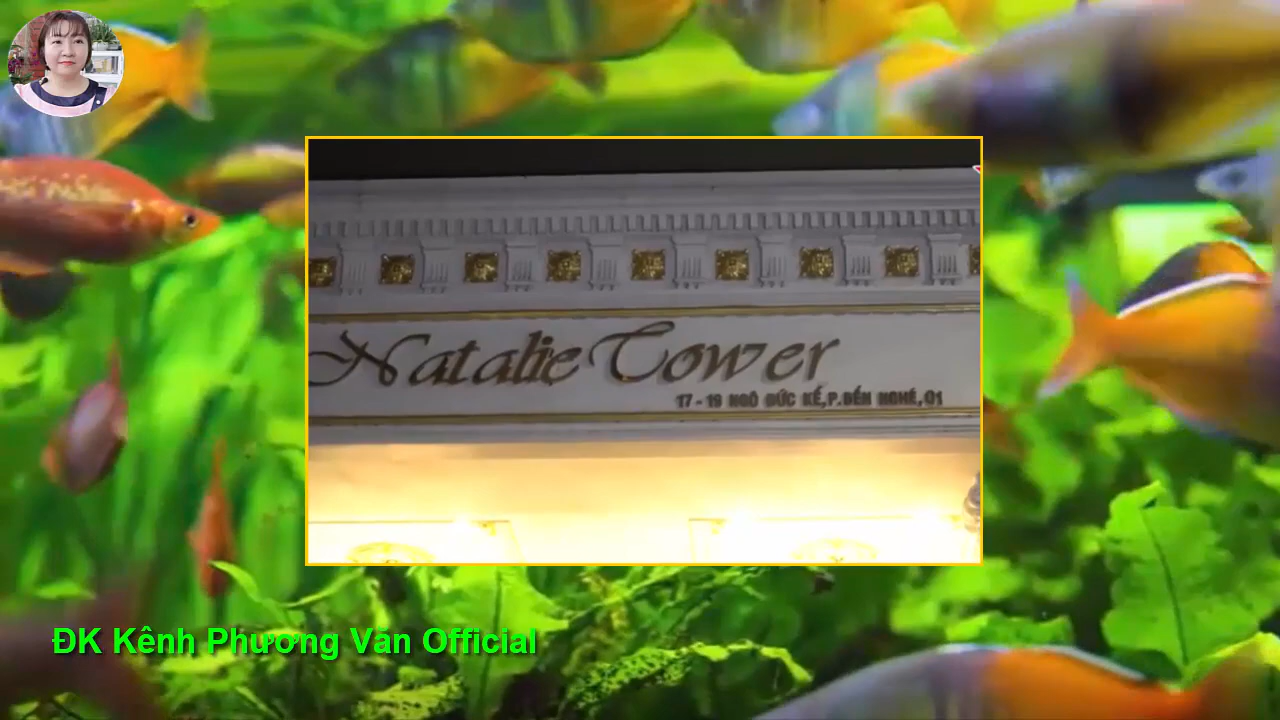 Natalie Tower
17-19 NGÔ ĐỨC KẾ,P.BẾN NGHÉ,Q1
ĐK Kênh Phương Văn Official